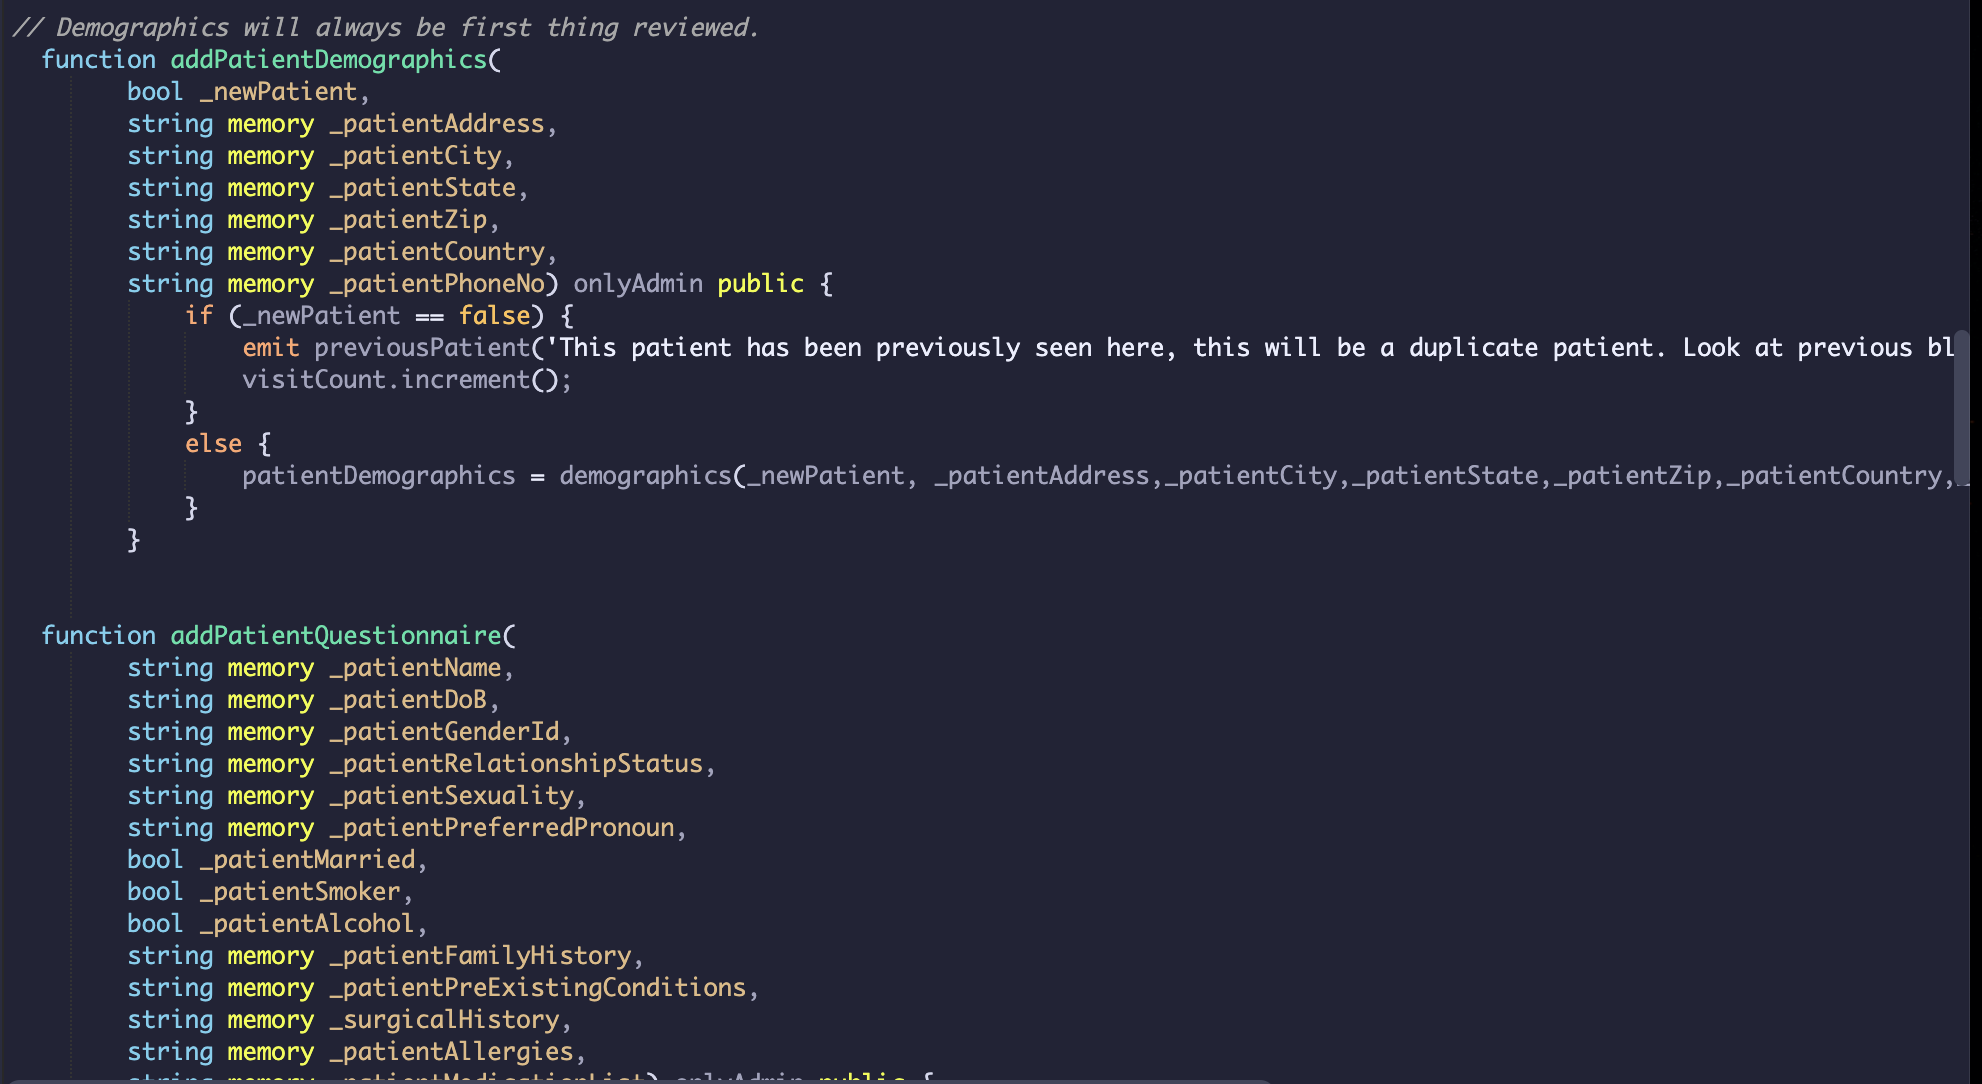 // Demographics will always be first thing reviewed.
function addPatientDemographics(
bool _newPatient,
string memory _patientAddress,
string memory _patientCity,
string memory _patientState,
string memory _patientZip,
string memory _patientCountry,
string memory _patientPhoneNo) onlyAdmin public {
if (_newPatient == false) {
emit previousPatient('This patient has been previously seen here, this will be a duplicate patient. Look at previous bl
visitCount.increment();
}
else {
patientDemographics = demographics(_newPatient, _patientAddress,_patientCity,_patientState,_patientZip,_patientCountry,_
}
}
function addPatientQuestionnaire(
string memory _patientName,
string memory _patientDoB,
string memory _patientGenderId,
string memory _patientRelationshipStatus,
string memory _patientSexuality,
string memory _patientPreferredPronoun,
bool _patientMarried,
bool _patientSmoker,
bool _patientAlcohol,
string memory _patientFamilyHistory,
string memory _patientPreExistingConditions,
string memory _surgicalHistory,
string memory _patientAllergies,
string memory _patientMedicationList) onlyAdmin public {